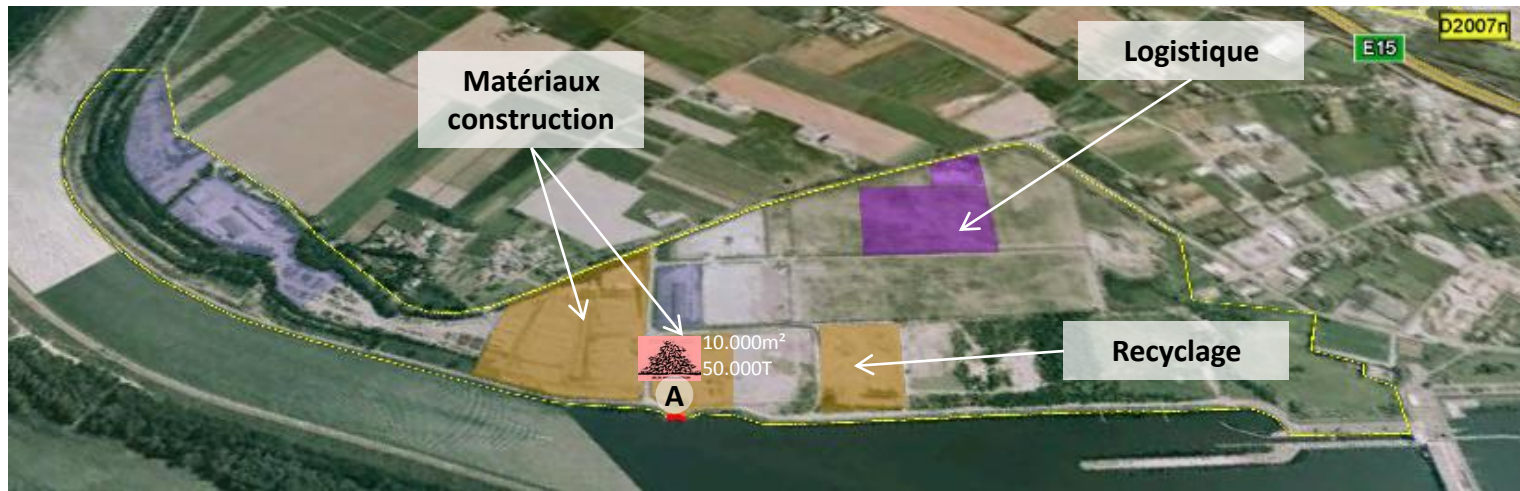 D2007n
E15
Logistique
Matériaux
construction
10.000m²
50.000T
Recyclage
A